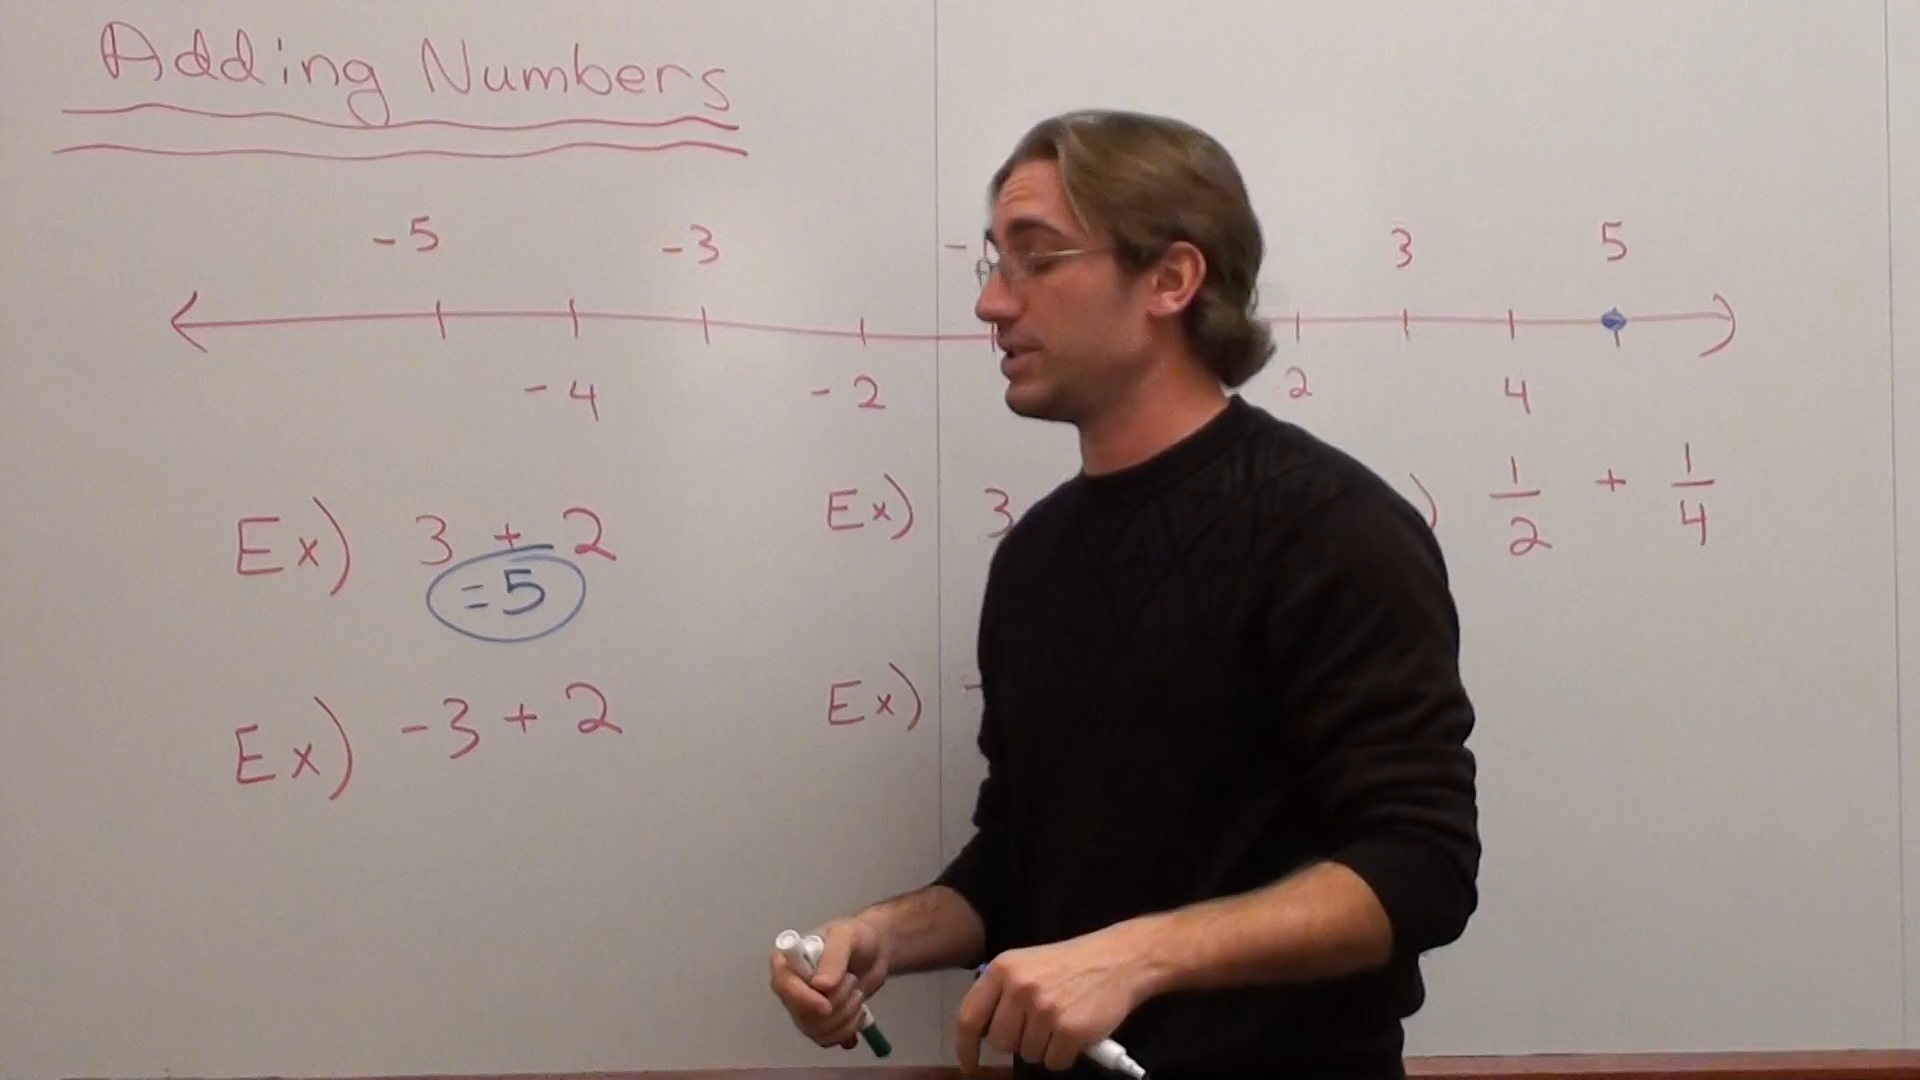 Adding Numbers
-5 -3 - 3 5
-4 -2 2 4
Ex) 3 + 2
= 5
Ex) 3
) 1/2 + 1/4
Ex) -3 + 2
Ex) -